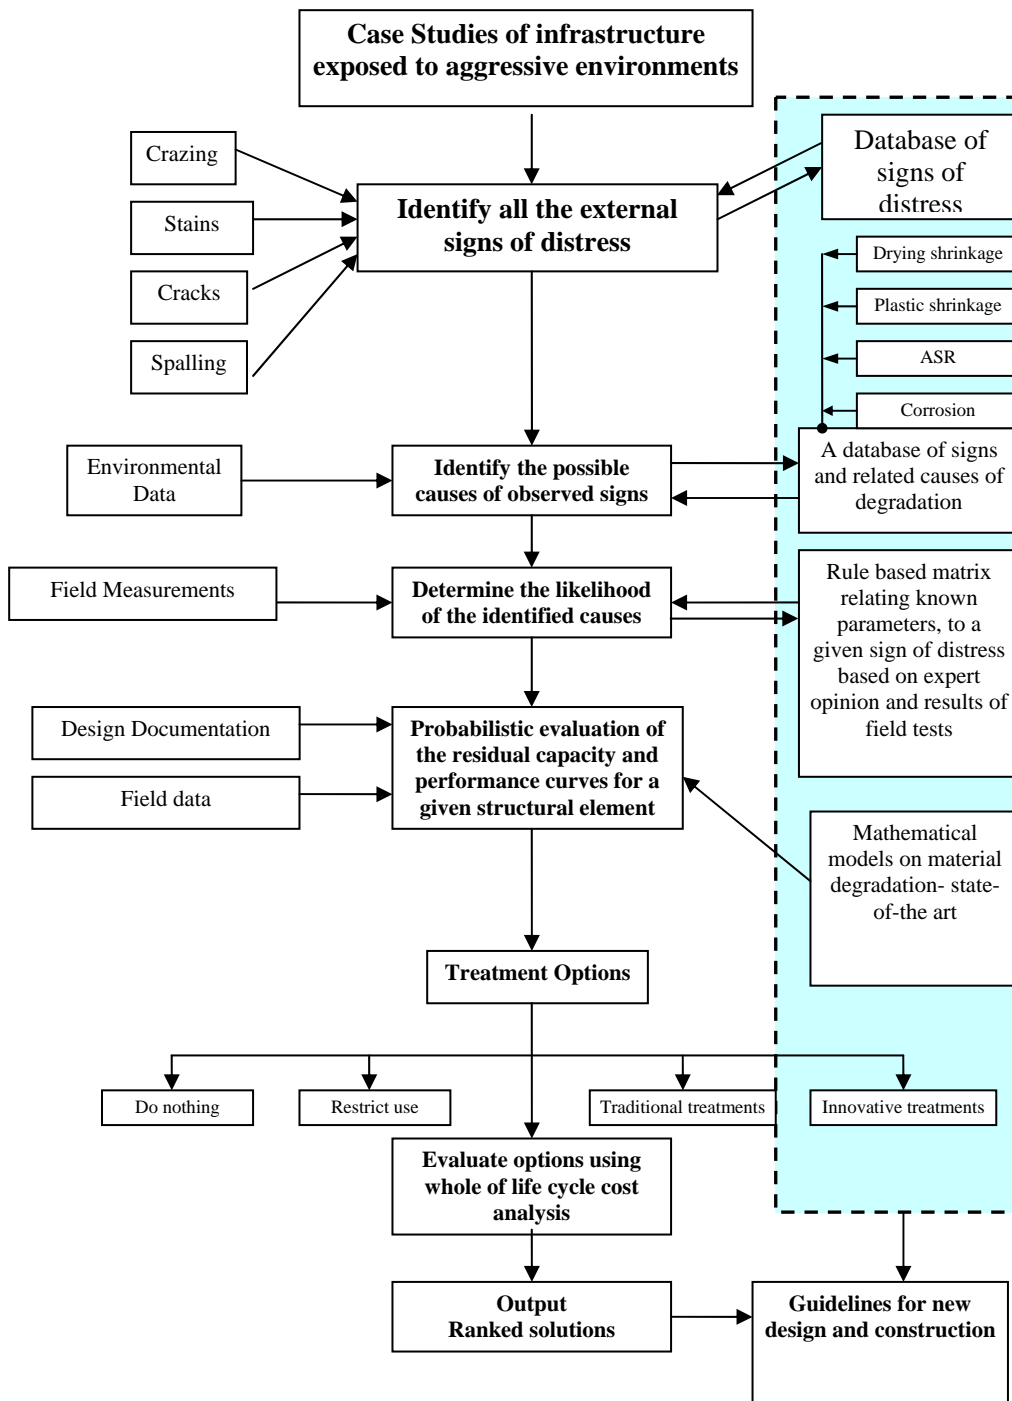 Case Studies of infrastructure
exposed to aggressive environments
Crazing
Stains
Cracks
Spalling
Identify all the external
signs of distress
Database of
signs of
distress
Drying shrinkage
Plastic shrinkage
ASR
Corrosion
Environmental
Data
Identify the possible
causes of observed signs
A database of signs
and related causes of
degradation
Field Measurements
Determine the likelihood
of the identified causes
Rule based matrix
relating known
parameters, to a
given sign of distress
based on expert
opinion and results of
field tests
Design Documentation
Field data
Probabilistic evaluation of
the residual capacity and
performance curves for a
given structural element
Mathematical
models on material
degradation- state-
of-the art
Treatment Options
Do nothing
Restrict use
Traditional treatments
Innovative treatments
Evaluate options using
whole of life cycle cost
analysis
Output
Ranked solutions
Guidelines for new
design and construction